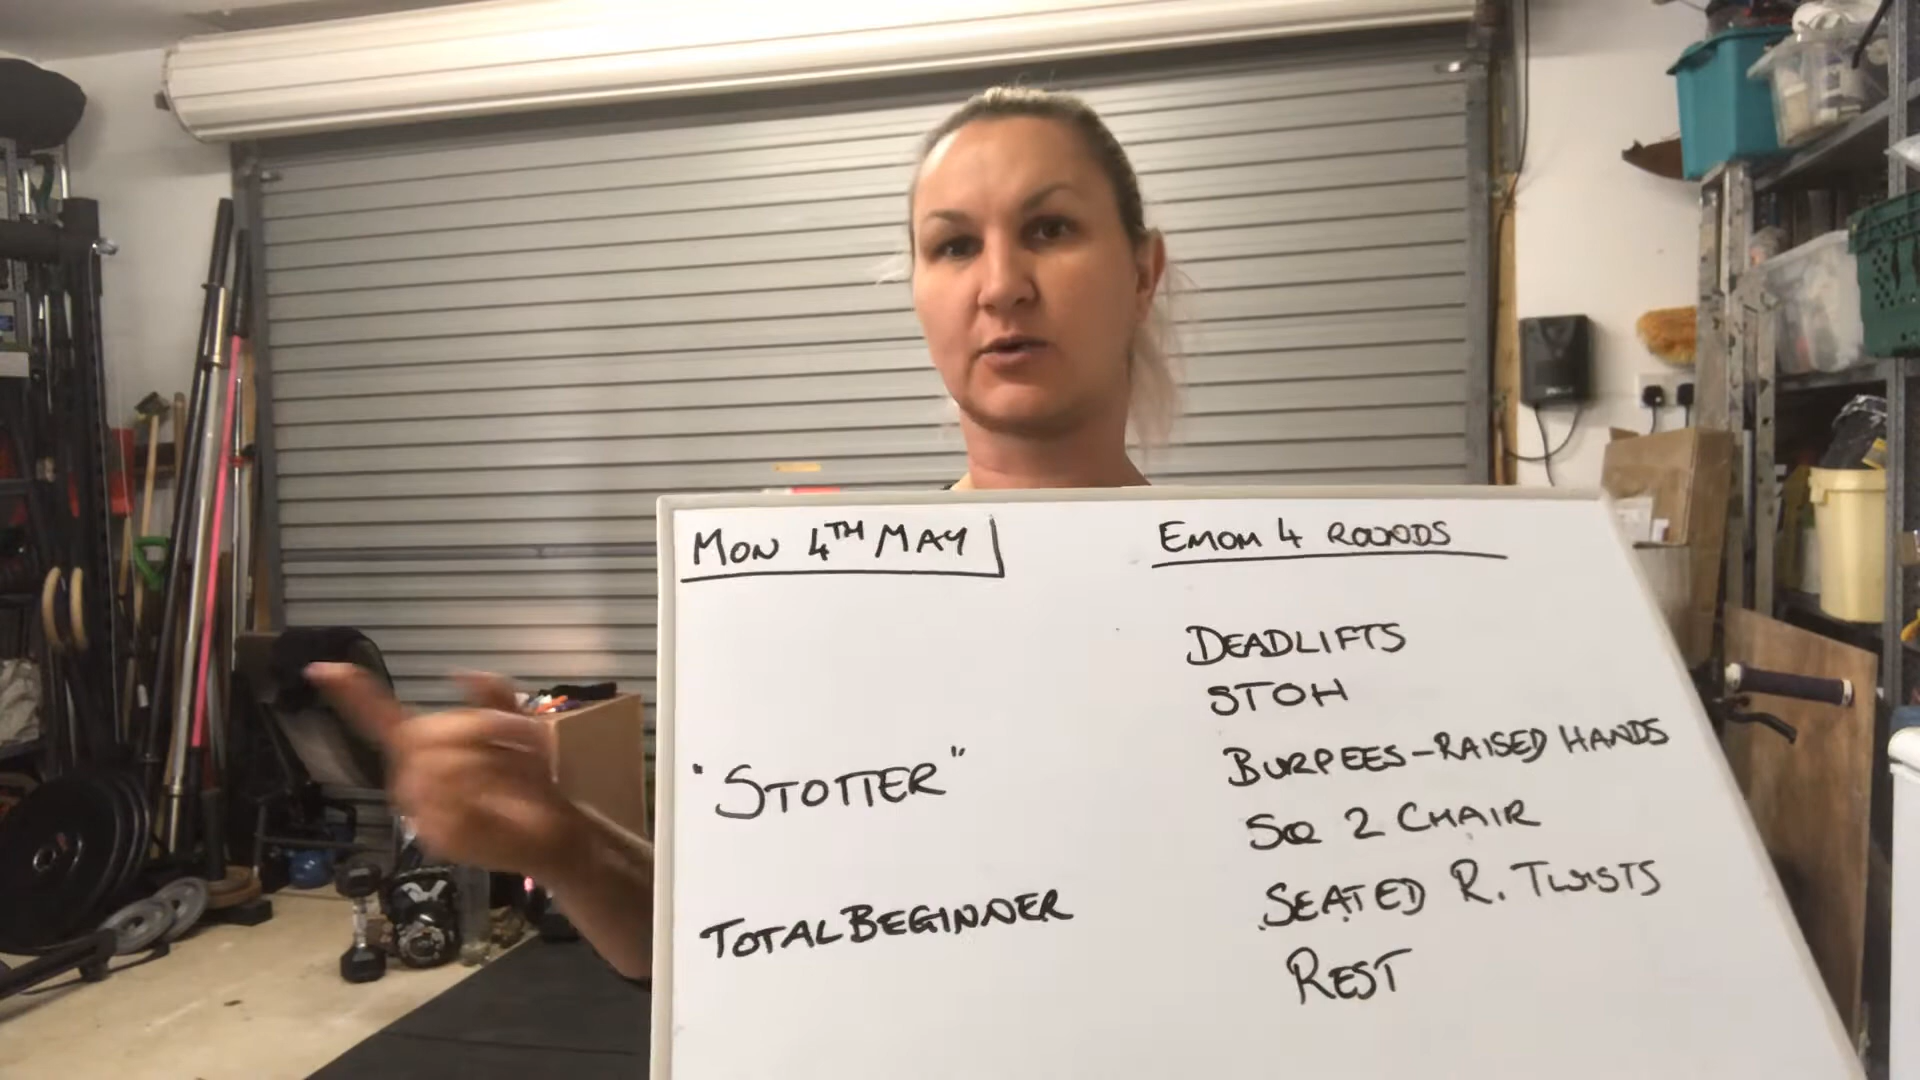 MON 4TH MAY
"STOTTER"
TOTAL BEGINNER
EMOM 4 ROUNDS
DEADLIFTS
STOH
BURPEES-RAISED HANDS
SQ 2 CHAIR
SEATED R. TWISTS
REST